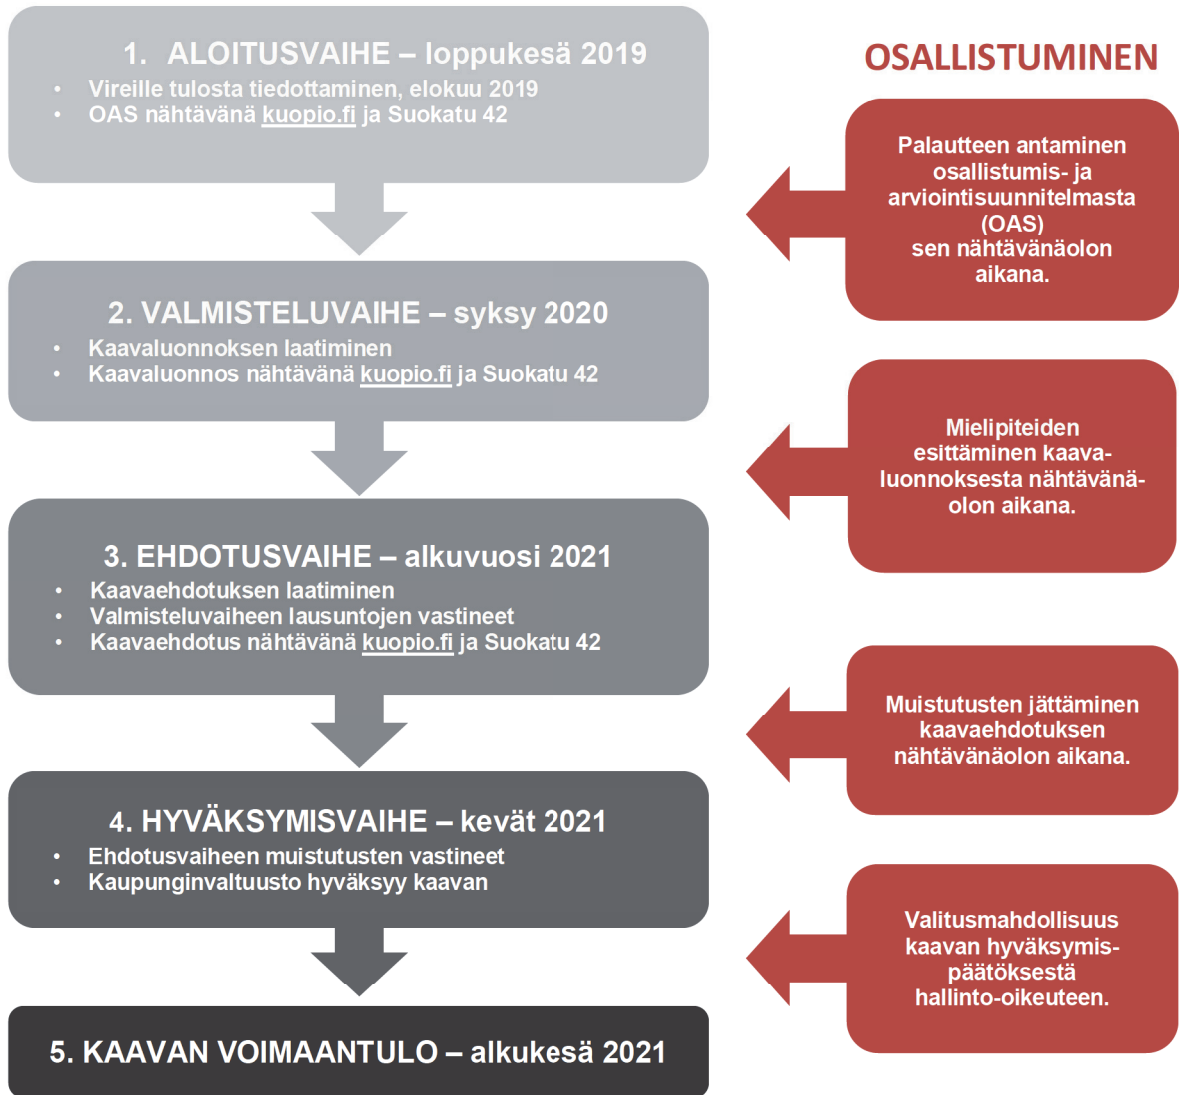 1. ALOITUSVAIHE – loppukesä 2019
• Vireille tulosta tiedottaminen, elokuu 2019
• OAS nähtävänä kuopio.fi ja Suokatu 42
2. VALMISTELUVAIHE – syksy 2020
• Kaavaluonnoksen laatiminen
• Kaavaluonnos nähtävänä kuopio.fi ja Suokatu 42
3. EHDOTUSVAIHE – alkuvuosi 2021
• Kaavaehdotuksen laatiminen
• Valmisteluvaiheen lausuntojen vastineet
• Kaavaehdotus nähtävänä kuopio.fi ja Suokatu 42
4. HYVÄKSYMISVAIHE – kevät 2021
• Ehdotusvaiheen muistutusten vastineet
• Kaupunginvaltuusto hyväksyy kaavan
5. KAAVAN VOIMAANTULO – alkukesä 2021
OSALLISTUMINEN
Palautteen antaminen
osallistumis- ja
arviointisuunnitelmasta
(OAS)
sen nähtävänäolon
aikana.
Mielipiteiden
esittäminen kaava-
luonnoksesta nähtävänä-
olon aikana.
Muistutusten jättäminen
kaavaehdotuksen
nähtävänäolon aikana.
Valitusmahdollisuus
kaavan hyväksymis-
päätöksestä
hallinto-oikeuteen.